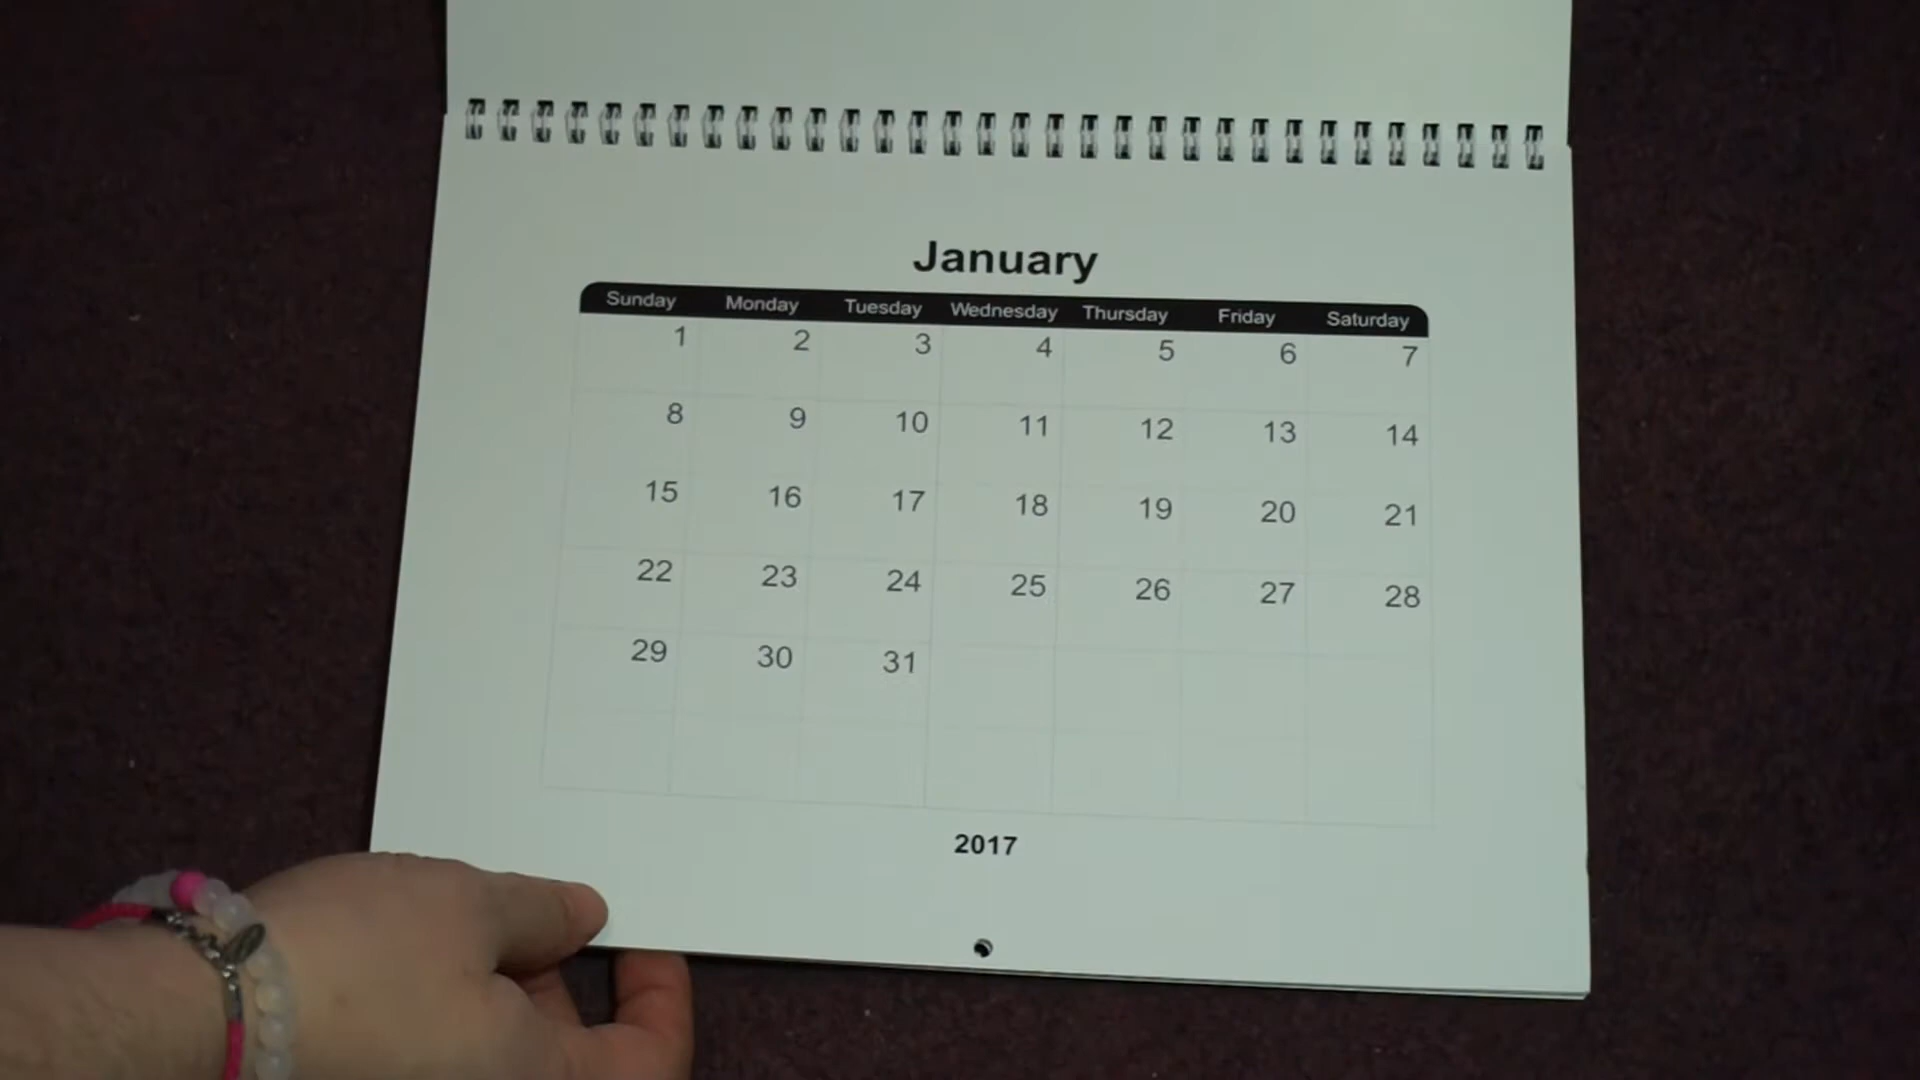 January
Sunday Monday Tuesday Wednesday Thursday Friday Saturday
1 2 3 4 5 6 7
8 9 10 11 12 13 14
15 16 17 18 19 20 21
22 23 24 25 26 27 28
29 30 31
2017